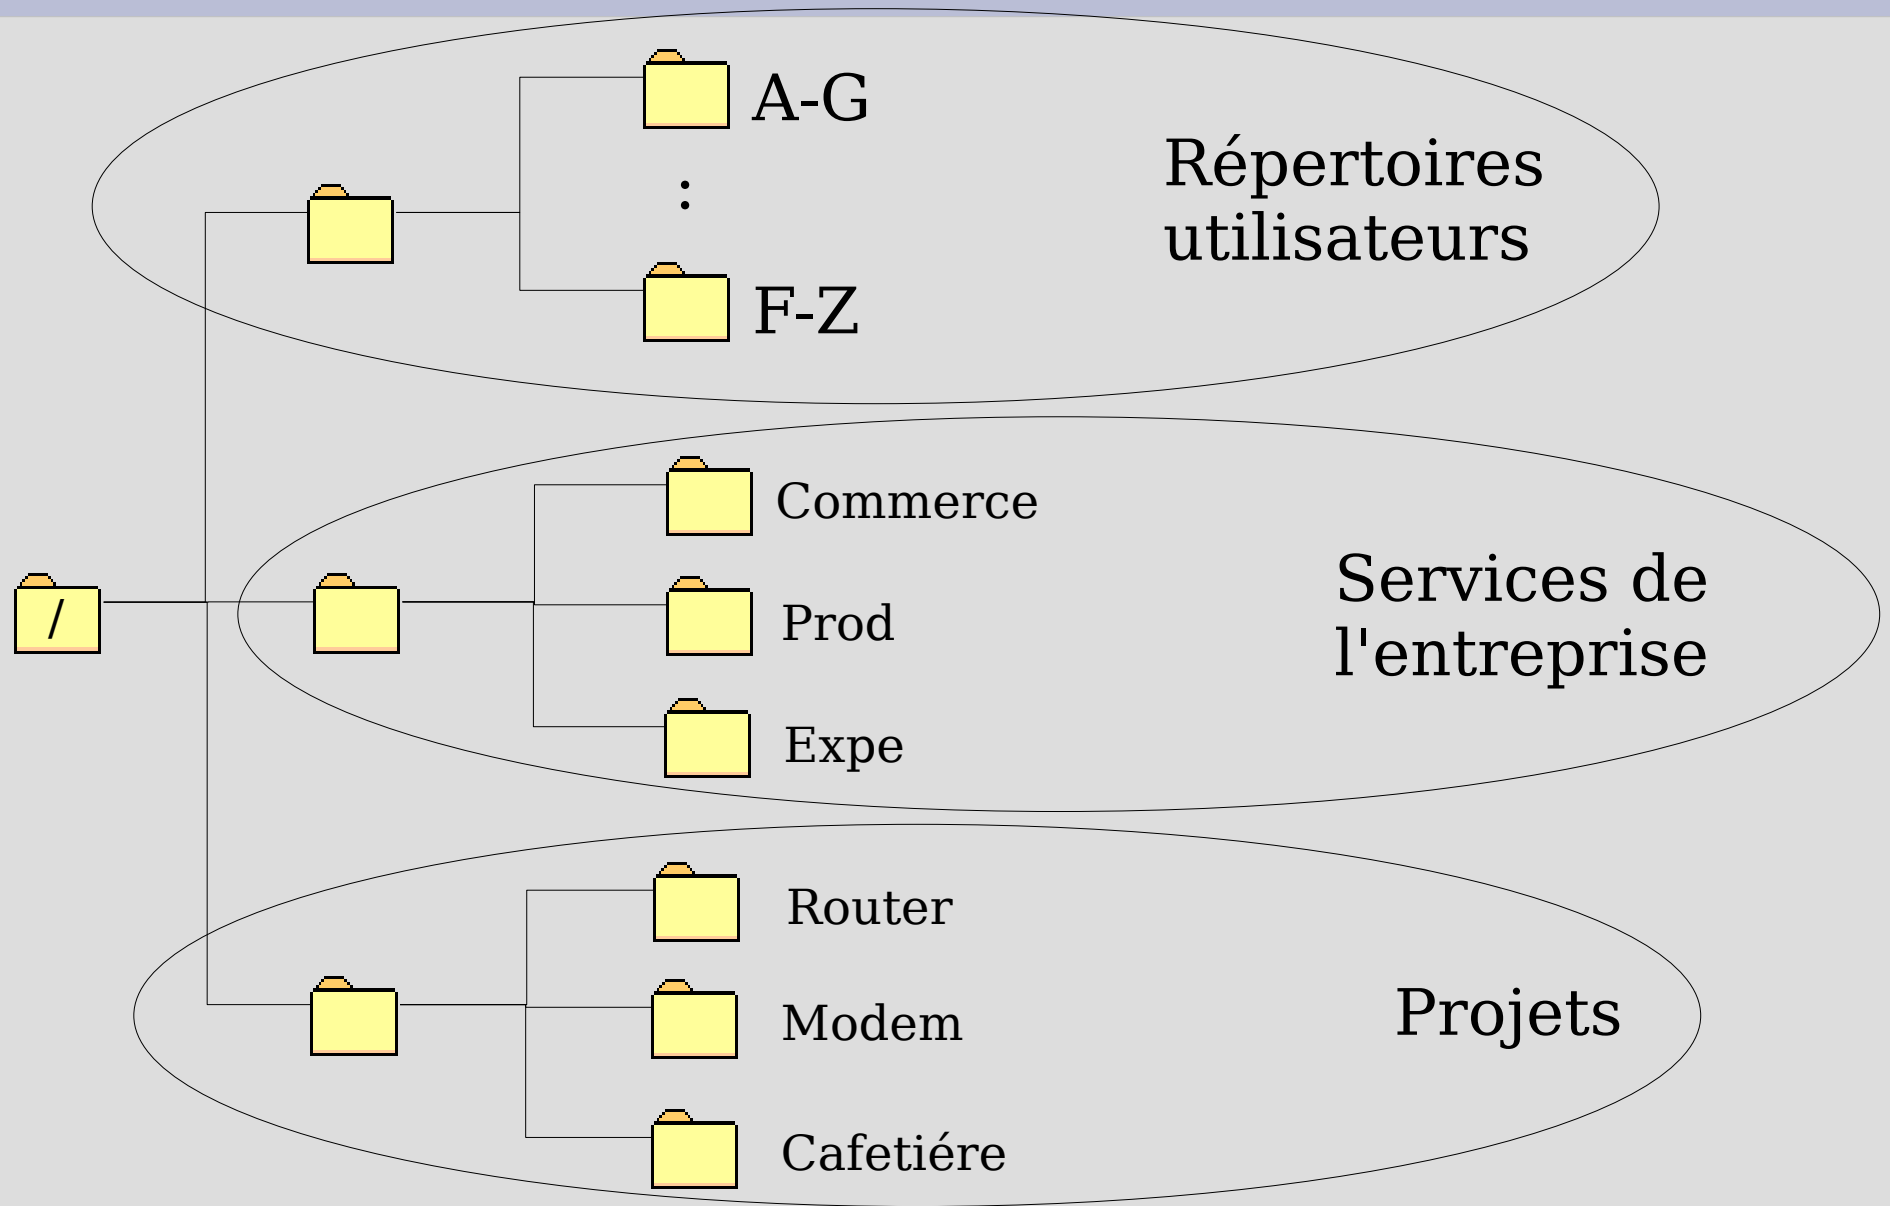 A-G
:
F-Z
Répertoires
utilisateurs
/
Commerce
Prod
Expe
Services de
l'entreprise
Router
Modem
Cafetiére
Projets